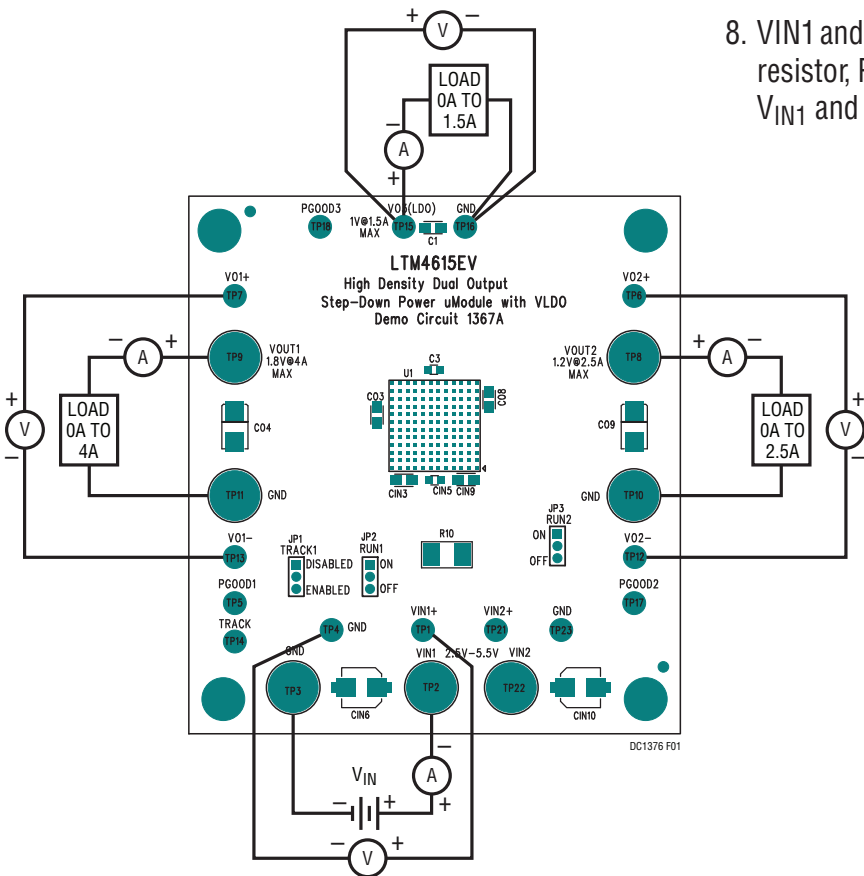 + V −
8. VIN1 and
resistor, R
VIN1 and
LOAD
0A TO
1.5A
−
A
+
PGOOD3
TP18
VO3(LDO)
1V@1.5A
MAX
TP15
C1
GND
TP16
LTM4615EV
High Density Dual Output
Step-Down Power uModule with VLDO
Demo Circuit 1367A
VO1+
TP7
VO2+
TP6
− A +
TP9
VOUT1
1.8V@4A
MAX
VOUT2
1.2V@2.5A
MAX
TP8
+ A −
U1
C3
CO3
CO8
+
V
−
LOAD
0A TO
4A
CO4
CO9
LOAD
0A TO
2.5A
+
V
−
4
CIN3
CIN5
CIN9
TP11
GND
GND
TP10
VO1-
TP13
JP1
TRACK1
DISABLED
ENABLED
JP2
RUN1
ON
OFF
R10
JP3
RUN2
ON
OFF
VO2-
TP12
PGOOD1
TP5
PGOOD2
TP17
TRACK
TP14
TP4
GND
VIN1+
TP1
VIN2+
TP21
GND
TP23
GND
TP3
CIN6
VIN1
2.5V-5.5V
VIN2
TP2
TP22
CIN10
DC1376 F01
VIN
− +
−
A
+
− V +